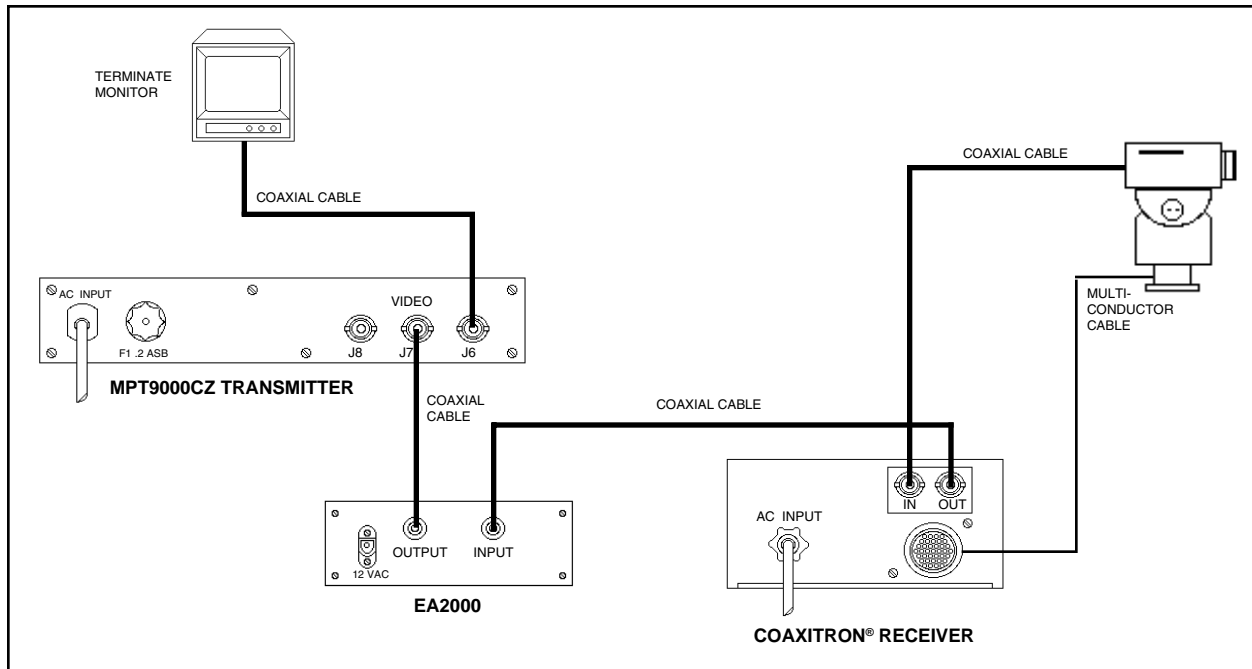 TERMINATE
MONITOR
COAXIAL CABLE
COAXIAL CABLE
MULTI-
CONDUCTOR
CABLE
AC INPUT
F1 .2 ASB
VIDEO
J8
J7
J6
MPT9000CZ TRANSMITTER
COAXIAL
CABLE
COAXIAL CABLE
12 VAC
OUTPUT
INPUT
EA2000
AC INPUT
IN
OUT
COAXITRON® RECEIVER